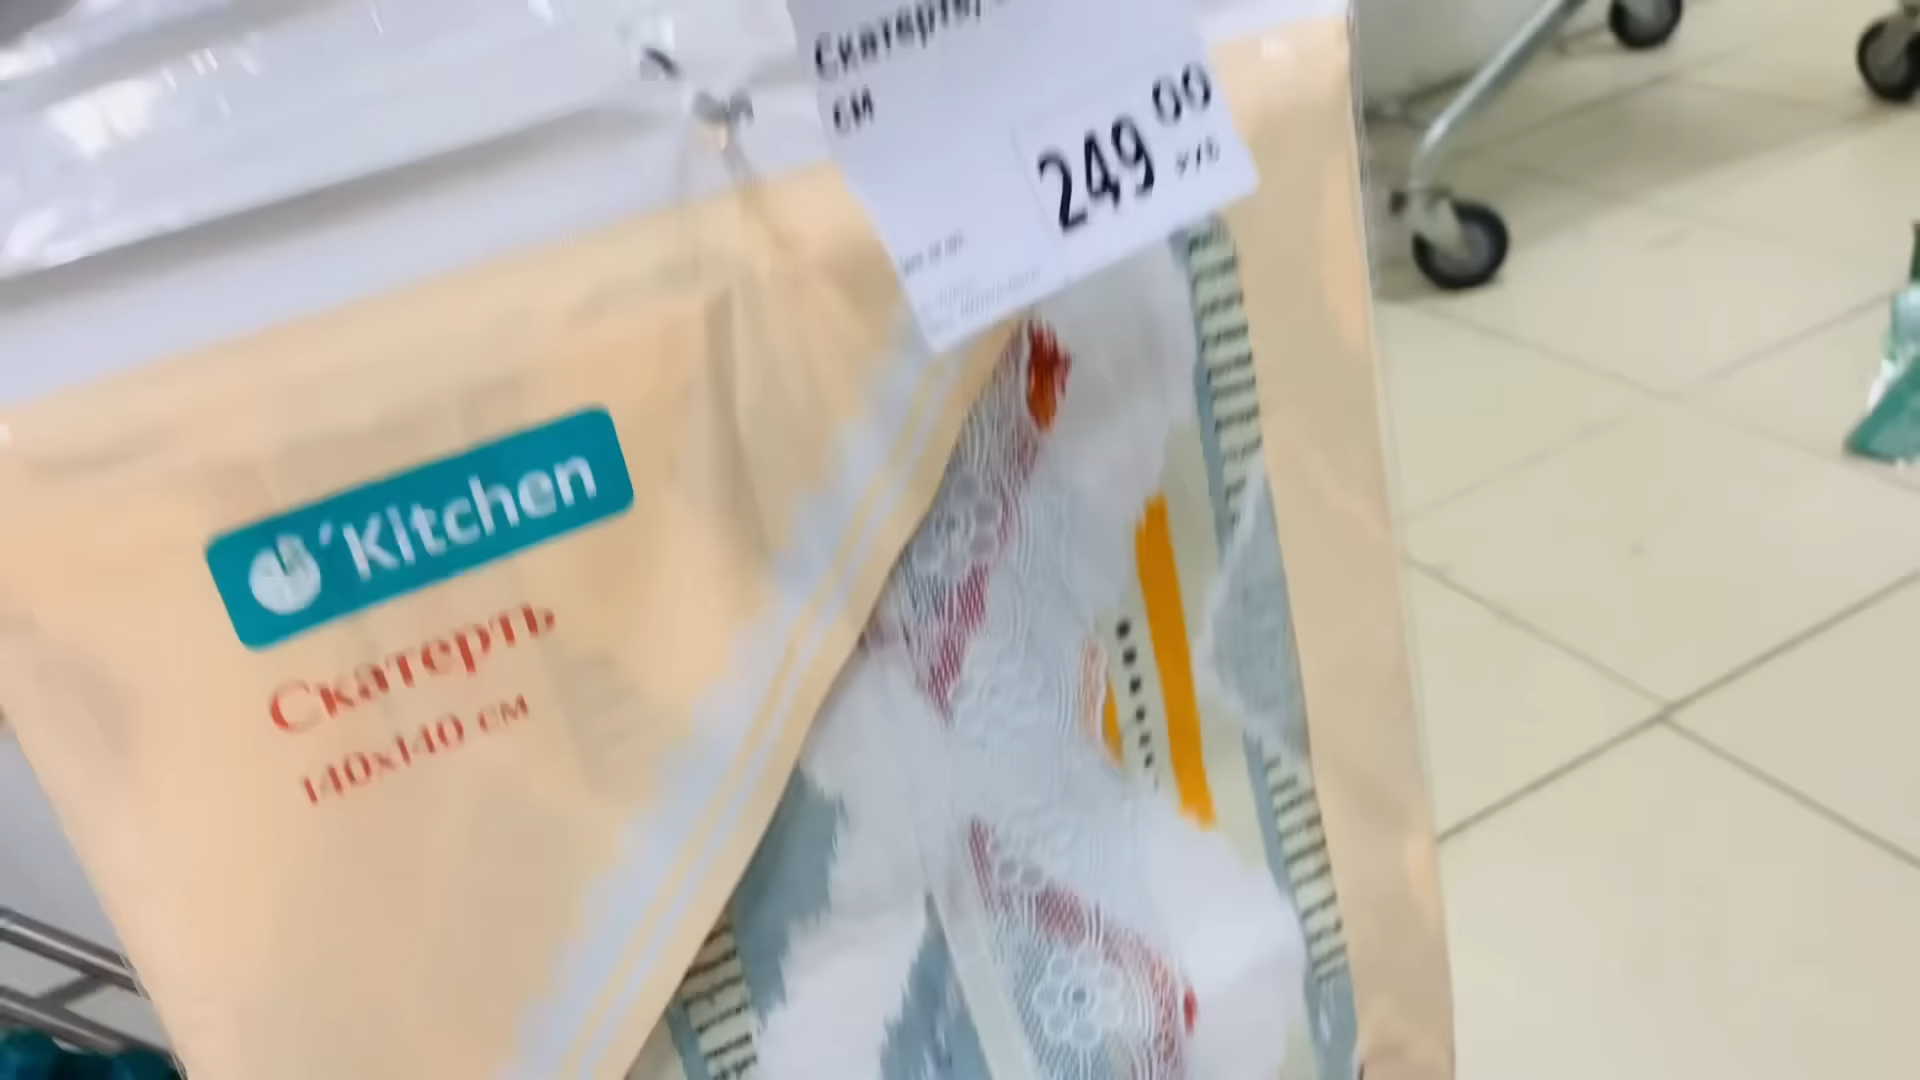 Скатерть,
см
249 00
руб
'Kitchen
Скатерть
140x140 см